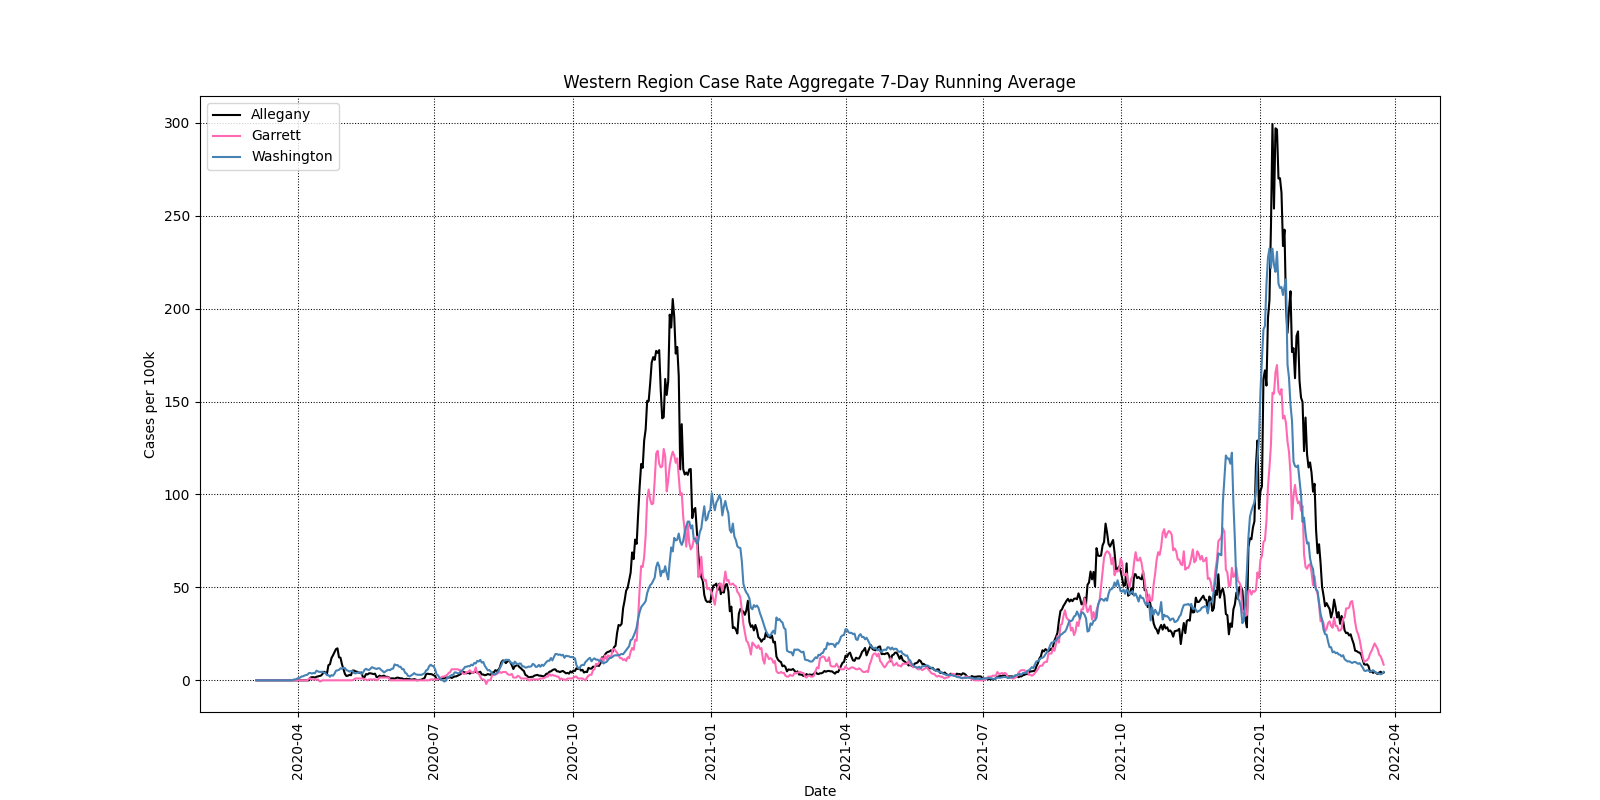 Western Region Case Rate Aggregate 7-Day Running Average
Allegany
Garrett
Washington
300
250
200
150
100
50
0
Cases per 100k
2020-04
2020-07
2020-10
2021-01
2021-04
2021-07
2021-10
2022-01
2022-04
Date